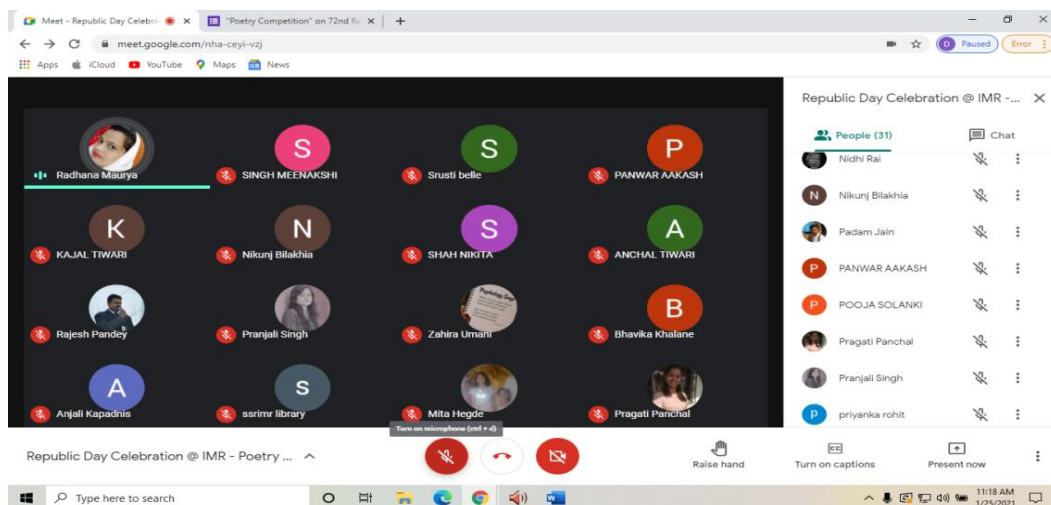 Meet - Republic Day Celebra
"Poetry Competition" on 72nd Re
meet.google.com/nha-ceyi-vzj
D Paused Error
Apps iCloud YouTube Maps News
Republic Day Celebration @ IMR -...
People (31) Chat
Radhana Maurya
S SINGH MEENAKSHI
S Srusti belle
P PANWAR AAKASH
K KAJAL TIWARI
N Nikunj Bilakhia
S SHAH NIKITA
A ANCHAL TIWARI
Rajesh Pandey
Pranjali Singh
Zahira Umani
B Bhavika Khalane
A Anjali Kapadnis
s ssrimr library
Mita Hegde
Pragati Panchal
Nidhi Rai
N Nikunj Bilakhia
Padam Jain
P PANWAR AAKASH
P POOJA SOLANKI
Pragati Panchal
Pranjali Singh
p priyanka rohit
Turn on microphone (ctrl + d)
Republic Day Celebration @ IMR - Poetry ...
Raise hand
CC
Turn on captions
Present now
Type here to search
W
11:18 AM
1/25/2021